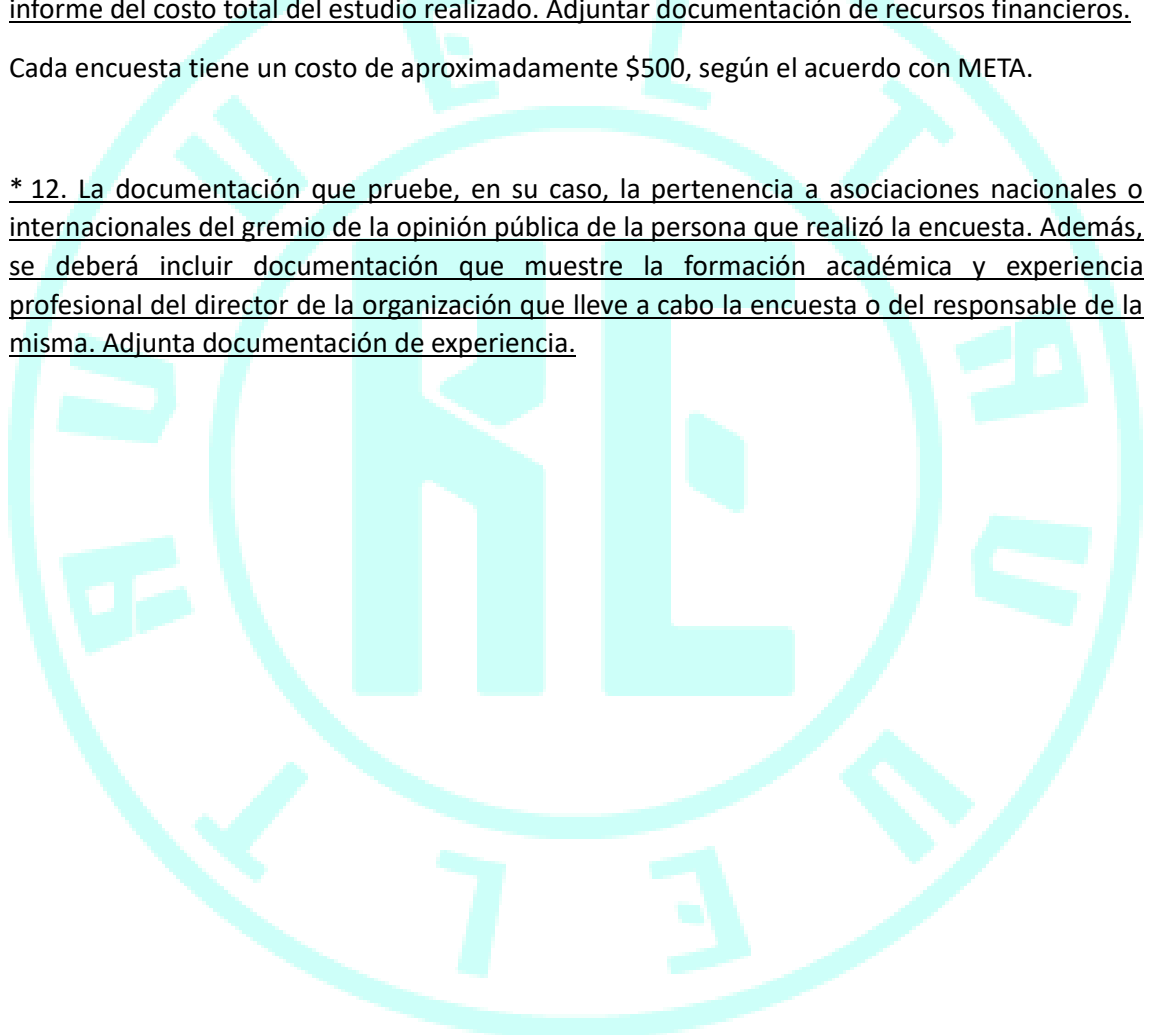 informe del costo total del estudio realizado. Adjuntar documentación de recursos financieros.
Cada encuesta tiene un costo de aproximadamente $500, según el acuerdo con META.
* 12. La documentación que pruebe, en su caso, la pertenencia a asociaciones nacionales o
internacionales del gremio de la opinión pública de la persona que realizó la encuesta. Además,
se deberá incluir documentación que muestre la formación académica y experiencia
profesional del director de la organización que lleve a cabo la encuesta o del responsable de la
misma. Adjunta documentación de experiencia.
RE